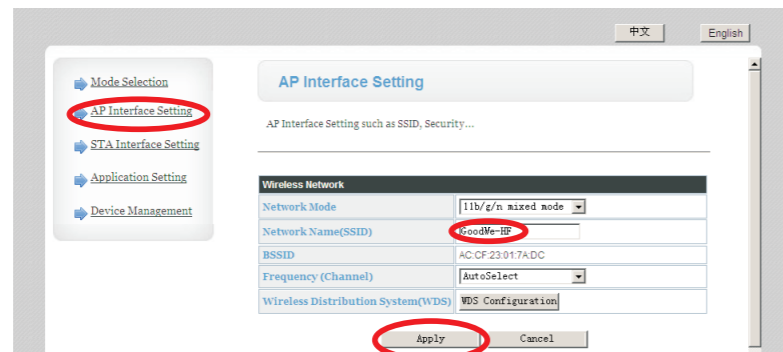 中文 English
Mode Selection
AP Interface Setting
STA Interface Setting
Application Setting
Device Management
AP Interface Setting
AP Interface Setting such as SSID, Security...
Wireless Network
Network Mode 11b/g/n mixed mode
Network Name(SSID) GoodWe-HF
BSSID AC:CF:23:01:7A:DC
Frequency (Channel) AutoSelect
Wireless Distribution System(WDS) WDS Configuration
Apply Cancel